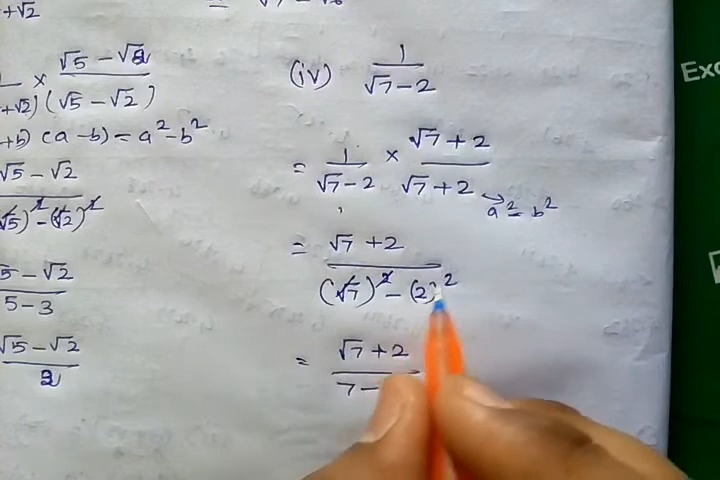 +√2
√5 − √2
× (√5 − √2)
+√2)
+b) (a − b) = a² − b²
√5 − √2
√5)² − (√2)²
√5 − √2
5 − 3
√5 − √2
2
(iv) 1
√7 − 2
= 1 × √7 + 2
√7 − 2 √7 + 2
a² − b²
= √7 + 2
(√7)² − (2)²
= √7 + 2
7 −
Exc